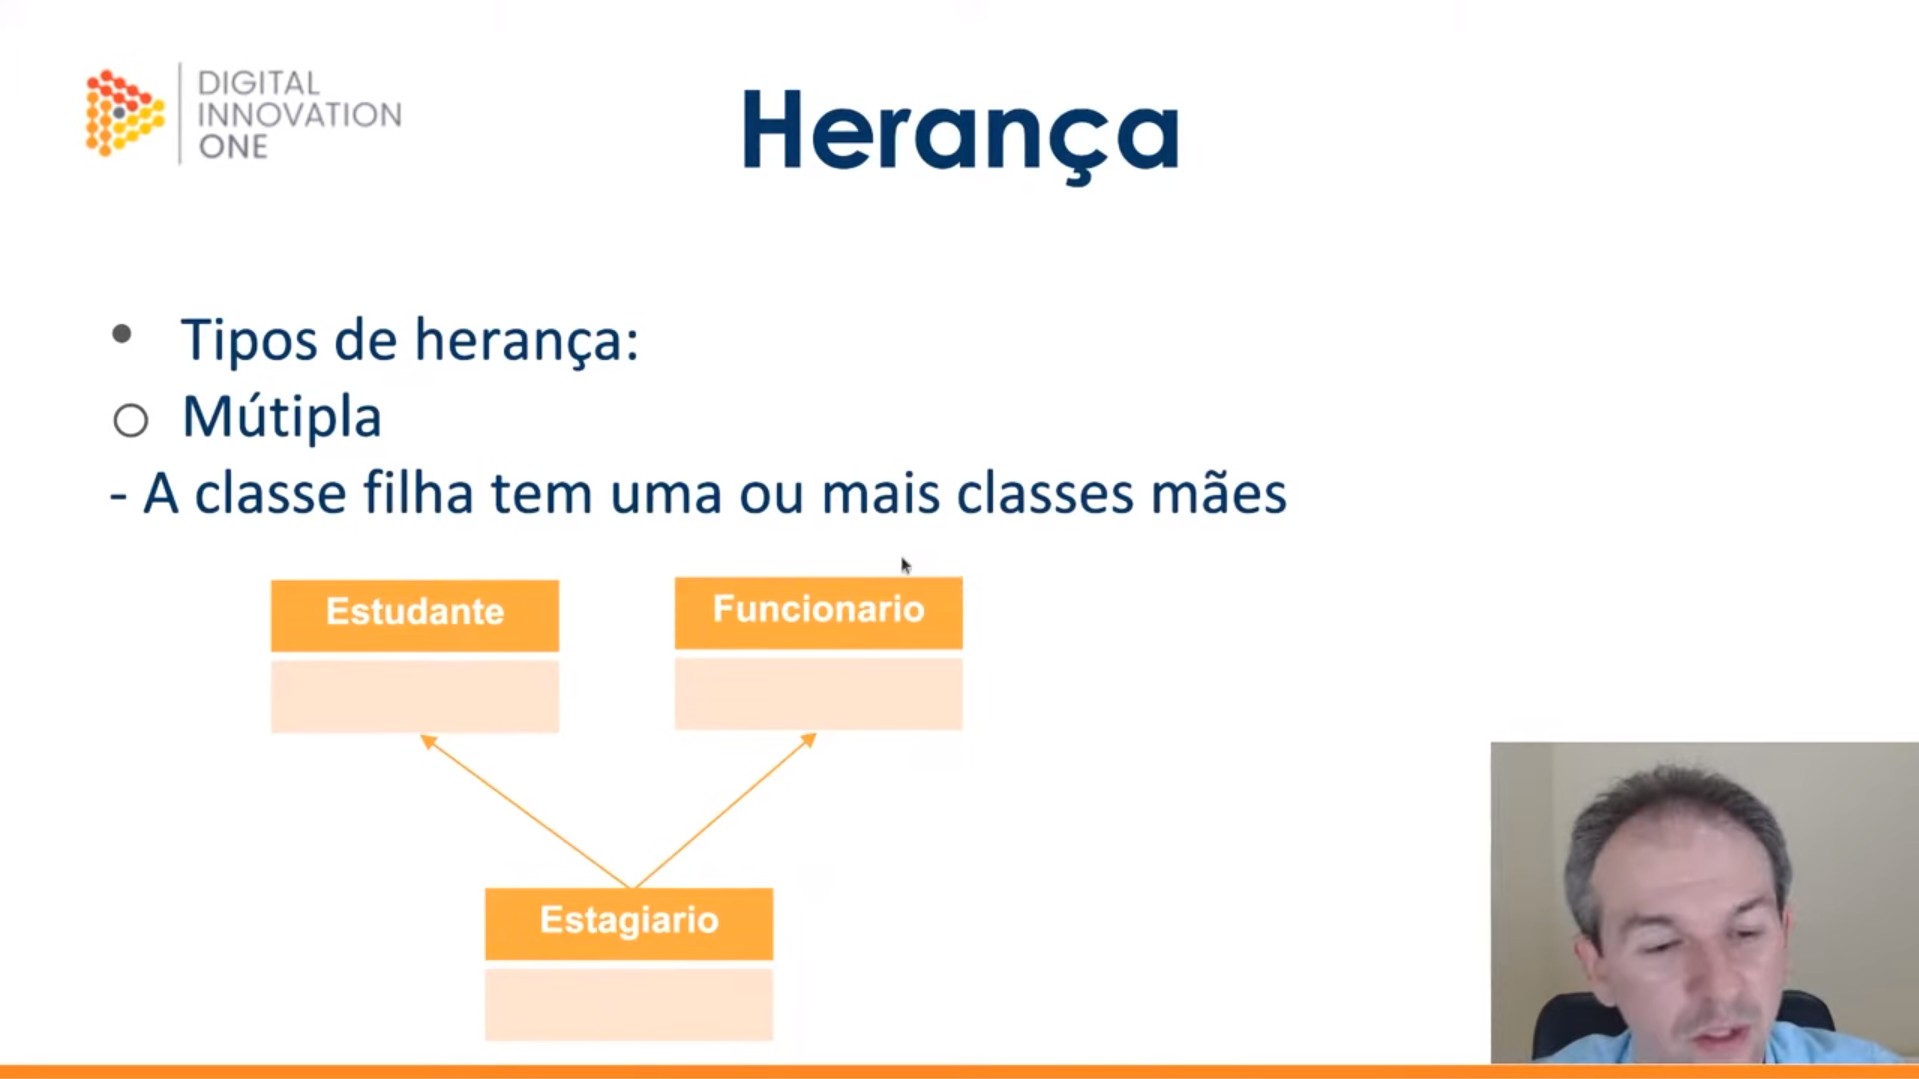 DIGITAL
INNOVATION
ONE
Herança
• Tipos de herança:
○ Mútipla
- A classe filha tem uma ou mais classes mães
Estudante
Funcionario
Estagiario